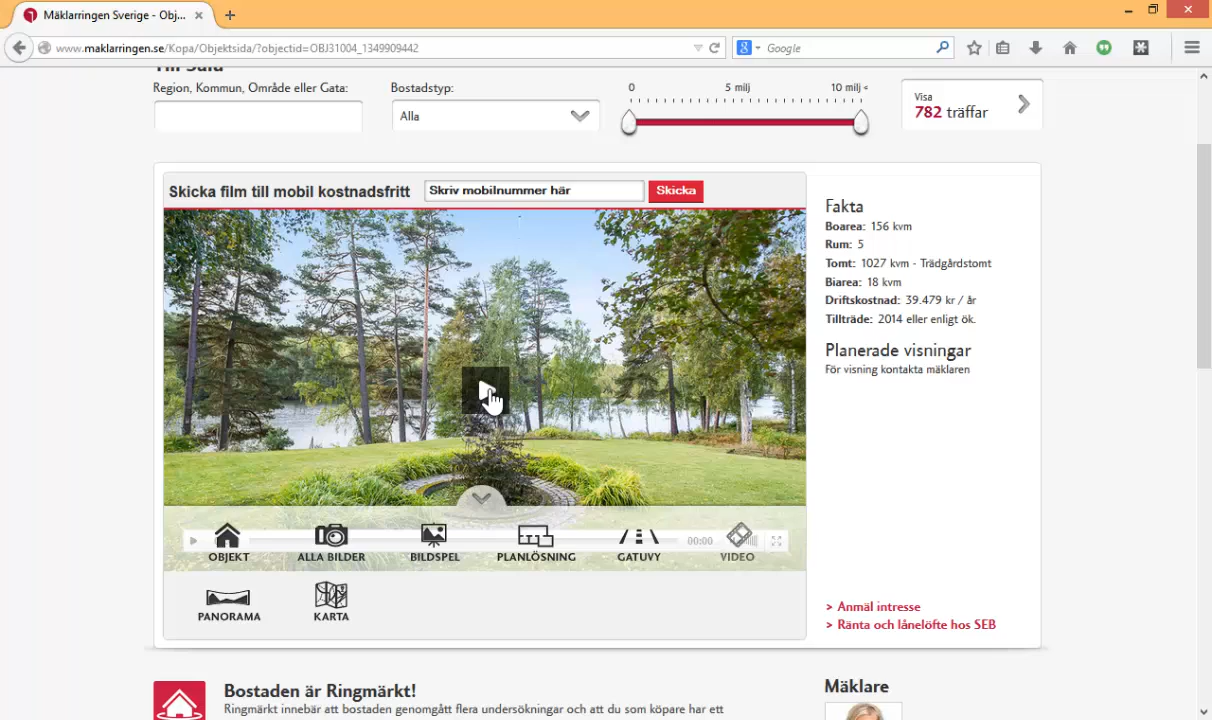 Mäklarringen Sverige - Obj...
www.maklarringen.se/Kopa/Objektsida/?objectid=OBJ31004_1349909442
Google
Till Salu
Region, Kommun, Område eller Gata:
Bostadstyp:
0 5 milj 10 milj <
Alla
Visa
782 träffar
Skicka film till mobil kostnadsfritt
Skriv mobilnummer här
Skicka
Fakta
Boarea: 156 kvm
Rum: 5
Tomt: 1027 kvm - Trädgårdstomt
Biarea: 18 kvm
Driftskostnad: 39.479 kr / år
Tillträde: 2014 eller enligt ök.
Planerade visningar
För visning kontakta mäklaren
00:00
OBJEKT ALLA BILDER BILDSPEL PLANLÖSNING GATUVY VIDEO
PANORAMA KARTA
> Anmäl intresse
> Ränta och lånelöfte hos SEB
Bostaden är Ringmärkt!
Ringmärkt innebär att bostaden genomgått flera undersökningar och att du som köpare har ett
Mäklare